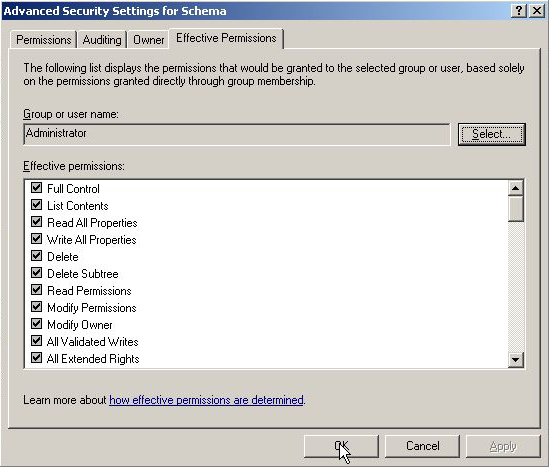 Advanced Security Settings for Schema
Permissions Auditing Owner Effective Permissions
The following list displays the permissions that would be granted to the selected group or user, based solely
on the permissions granted directly through group membership.
Group or user name:
Administrator
Select...
Effective permissions:
Full Control
List Contents
Read All Properties
Write All Properties
Delete
Delete Subtree
Read Permissions
Modify Permissions
Modify Owner
All Validated Writes
All Extended Rights
Learn more about how effective permissions are determined.
OK Cancel Apply